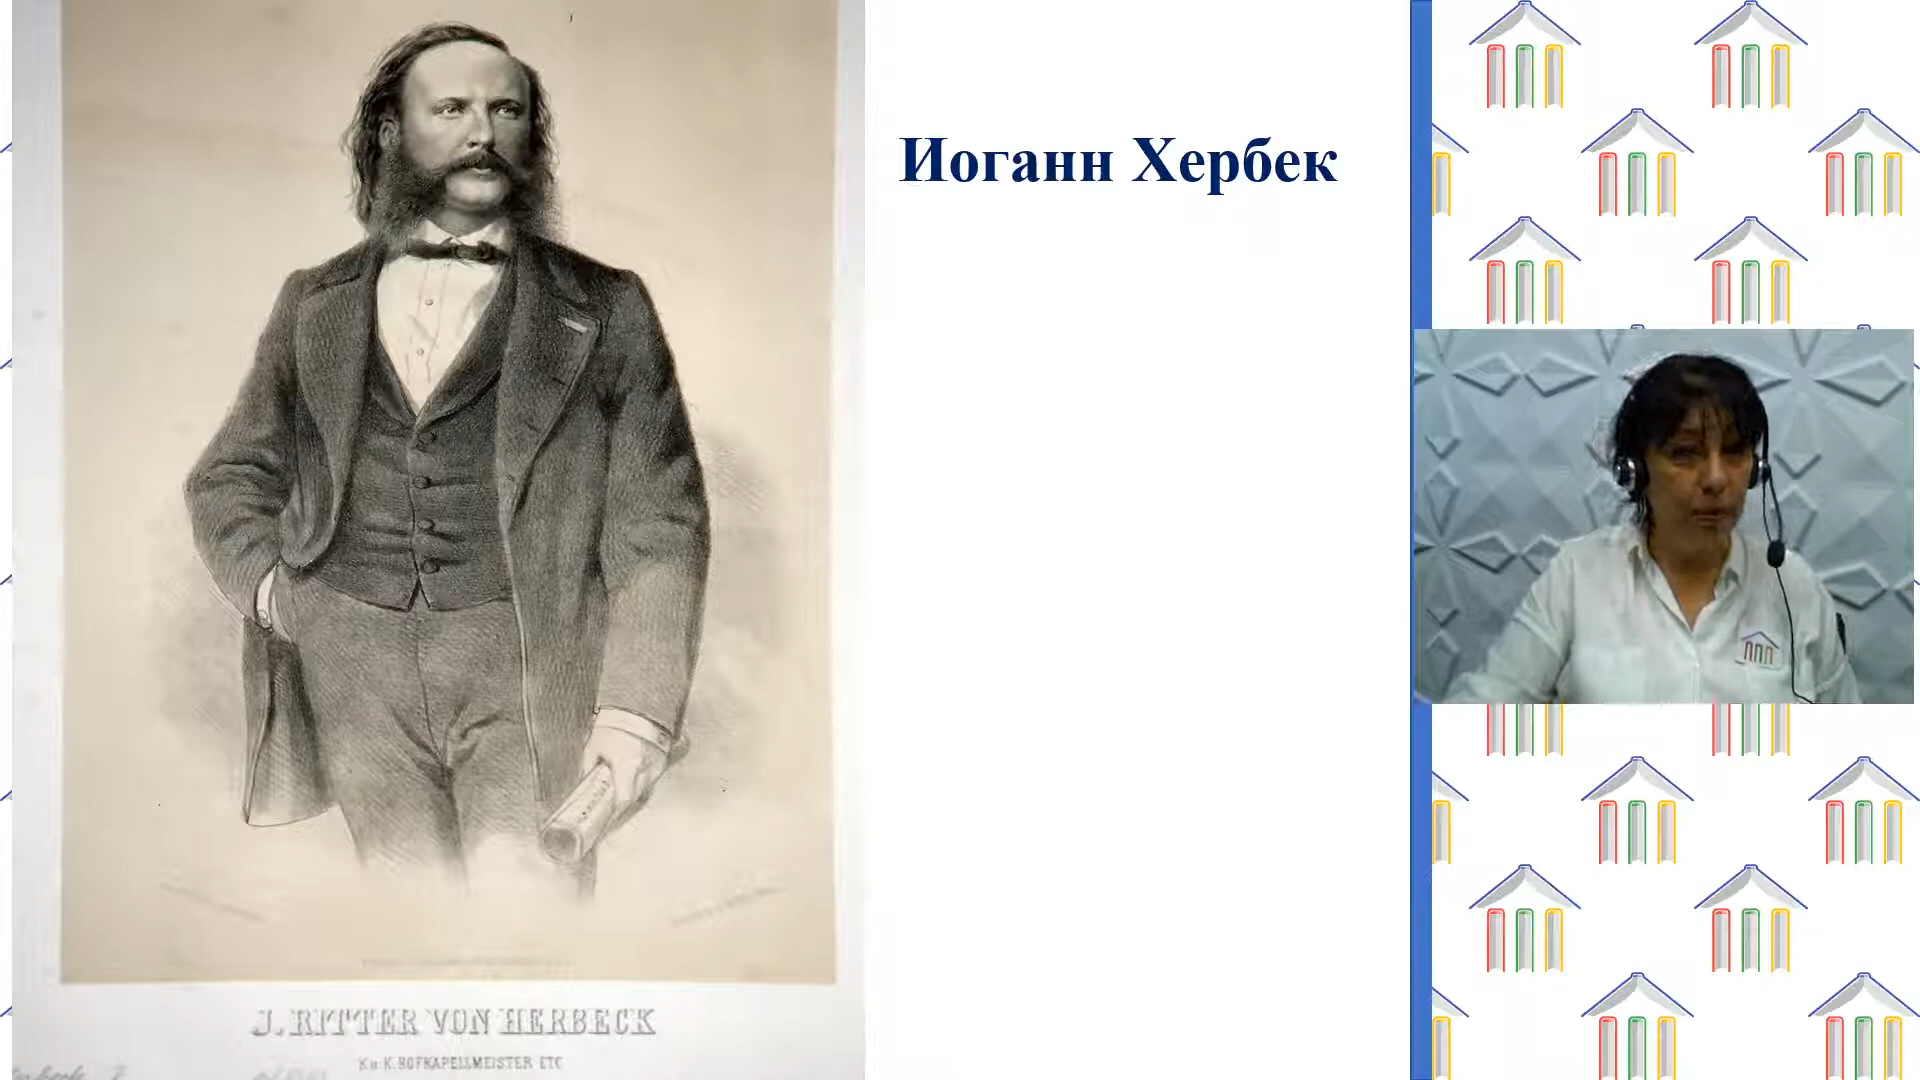 Иоганн Хербек
J. RITTER VON HERBECK
K. u. K. HOFKAPELLMEISTER ETC